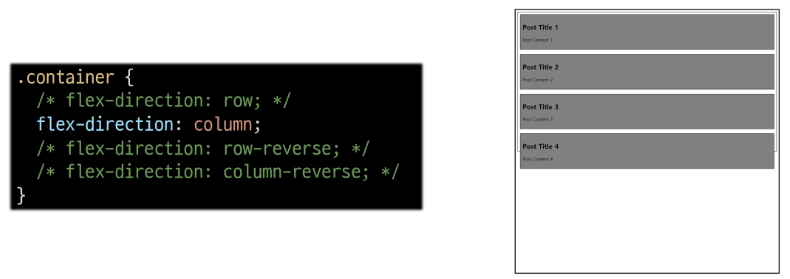 .container {
  /* flex-direction: row; */
  flex-direction: column;
  /* flex-direction: row-reverse; */
  /* flex-direction: column-reverse; */
}
Post Title 1
Post Content 1
Post Title 2
Post Content 2
Post Title 3
Post Content 3
Post Title 4
Post Content 4